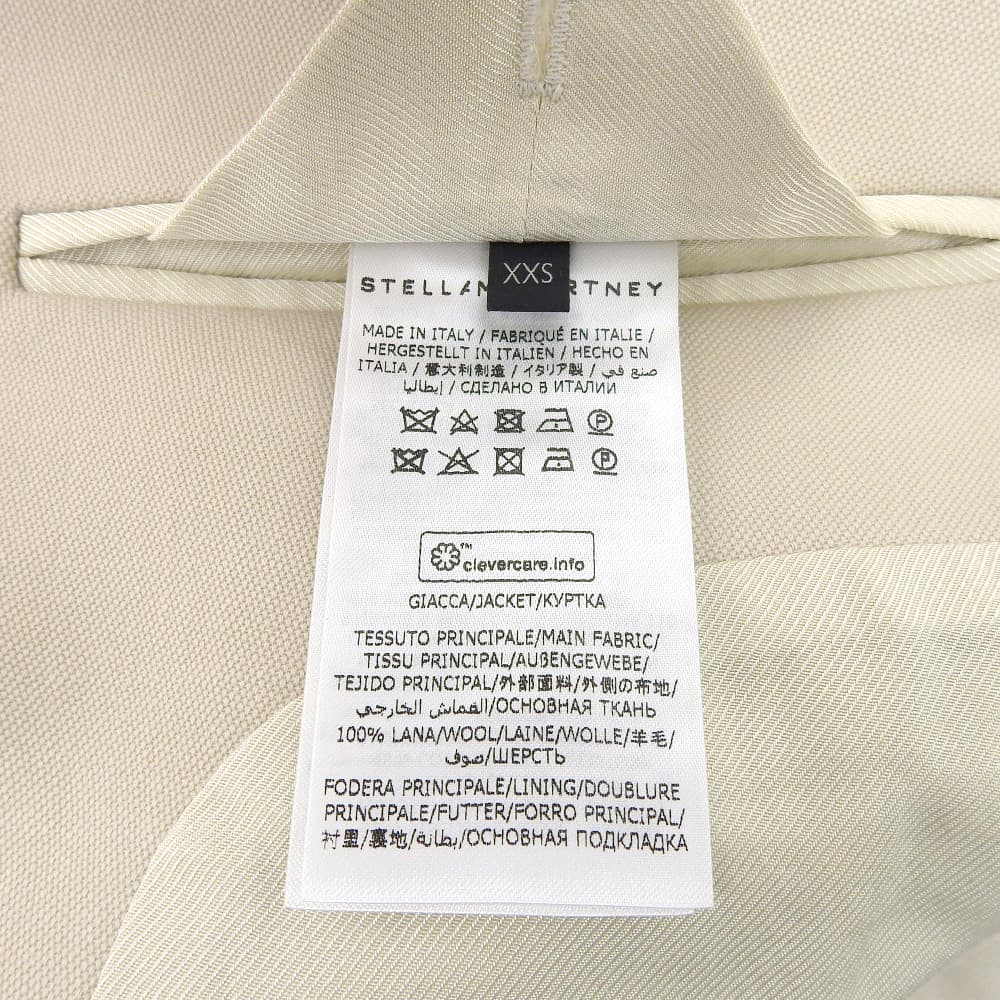 XXS
STELLA M RTNEY
MADE IN ITALY / FABRIQUÉ EN ITALIE /
HERGESTELLT IN ITALIEN / HECHO EN
ITALIA / 意大利制造 / イタリア製 / صنع في
إيطاليا / СДЕЛАНО В ИТАЛИИ
P
P
™ clevercare.info
GIACCA/JACKET/КУРТКА
TESSUTO PRINCIPALE/MAIN FABRIC/
TISSU PRINCIPAL/AUßENGEWEBE/
TEJIDO PRINCIPAL/外部面料/外側の布地/
القماش الخارجي/ОСНОВНАЯ ТКАНЬ
100% LANA/WOOL/LAINE/WOLLE/羊毛/
صوف/ШЕРСТЬ
FODERA PRINCIPALE/LINING/DOUBLURE
PRINCIPALE/FUTTER/FORRO PRINCIPAL/
衬里/裏地/بطانة/ОСНОВНАЯ ПОДКЛАДКА